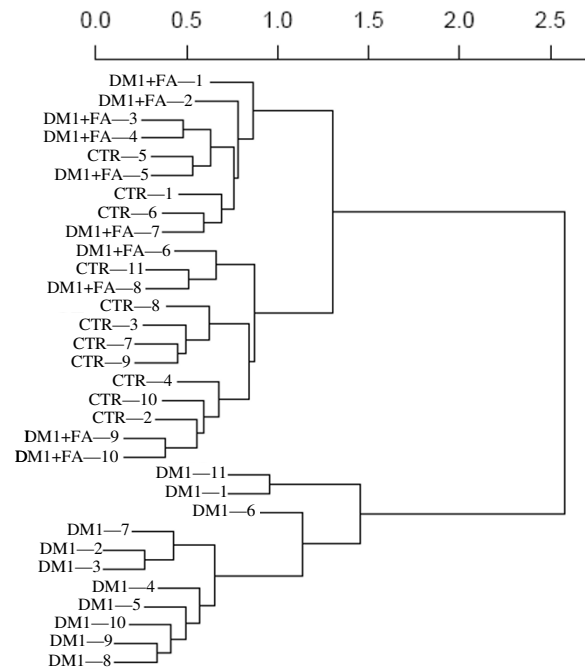 0.0 0.5 1.0 1.5 2.0 2.5
DM1+FA—1
DM1+FA—2
DM1+FA—3
DM1+FA—4
CTR—5
DM1+FA—5
CTR—1
CTR—6
DM1+FA—7
DM1+FA—6
CTR—11
DM1+FA—8
CTR—8
CTR—3
CTR—7
CTR—9
CTR—4
CTR—10
CTR—2
DM1+FA—9
DM1+FA—10
DM1—11
DM1—1
DM1—6
DM1—7
DM1—2
DM1—3
DM1—4
DM1—5
DM1—10
DM1—9
DM1—8